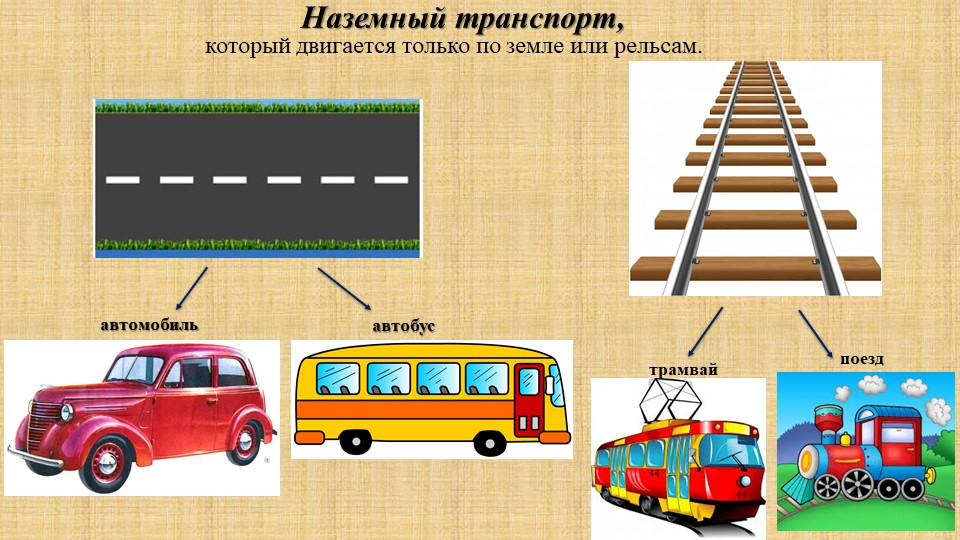 Наземный транспорт,
который двигается только по земле или рельсам.
автомобиль
автобус
трамвай
поезд